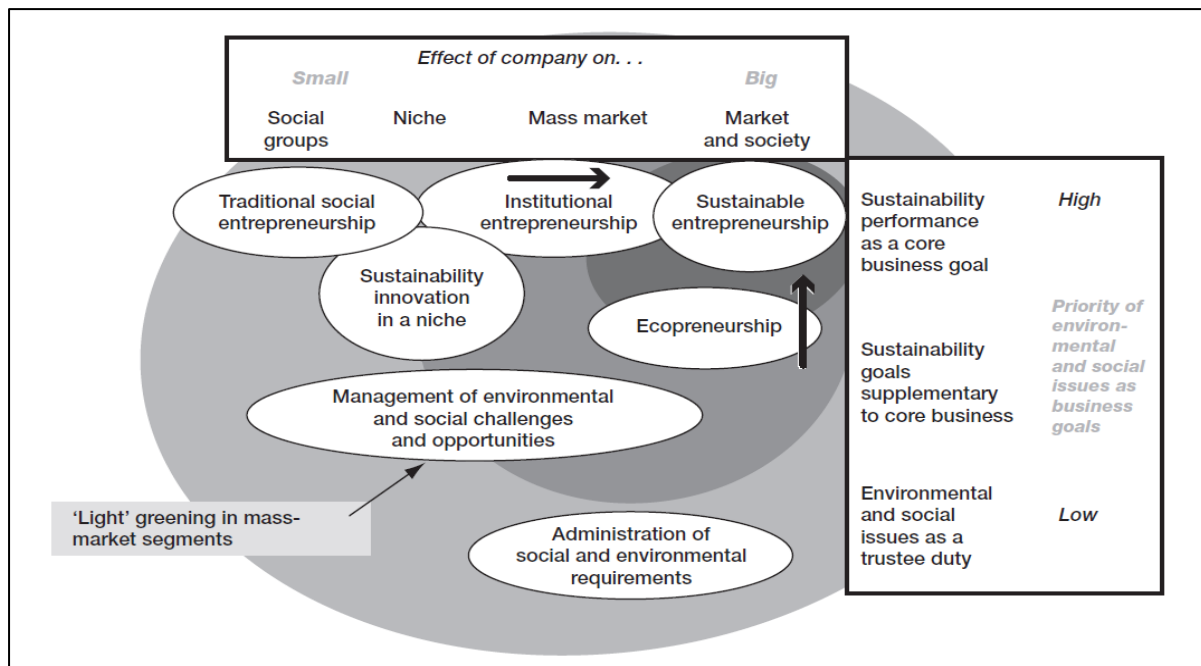 Effect of company on. . .
Small
Big
Social
groups
Niche
Mass market
Market
and society
Traditional social
entrepreneurship
Institutional
entrepreneurship
Sustainable
entrepreneurship
Sustainability
innovation
in a niche
Ecopreneurship
Management of environmental
and social challenges
and opportunities
‘Light’ greening in mass-
market segments
Administration of
social and environmental
requirements
Sustainability
performance
as a core
business goal
High
Sustainability
goals
supplementary
to core business
Priority of
environ-
mental
and social
issues as
business
goals
Environmental
and social
issues as a
trustee duty
Low